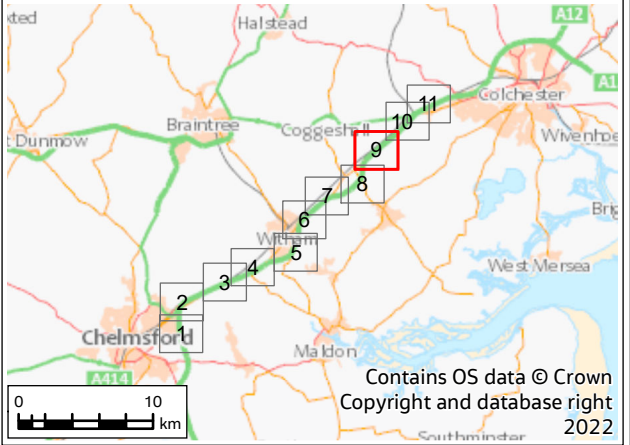 xted
Halstead
A12
11
Colchester
A1
10
Braintree
Coggeshall
t Dunmow
Wivenhoe
9
8
7
Brig
6
Witham
5
4
West Mersea
3
2
1
Chelmsford
Maldon
A414
Contains OS data © Crown
Copyright and database right
2022
0 10
km
Southminster